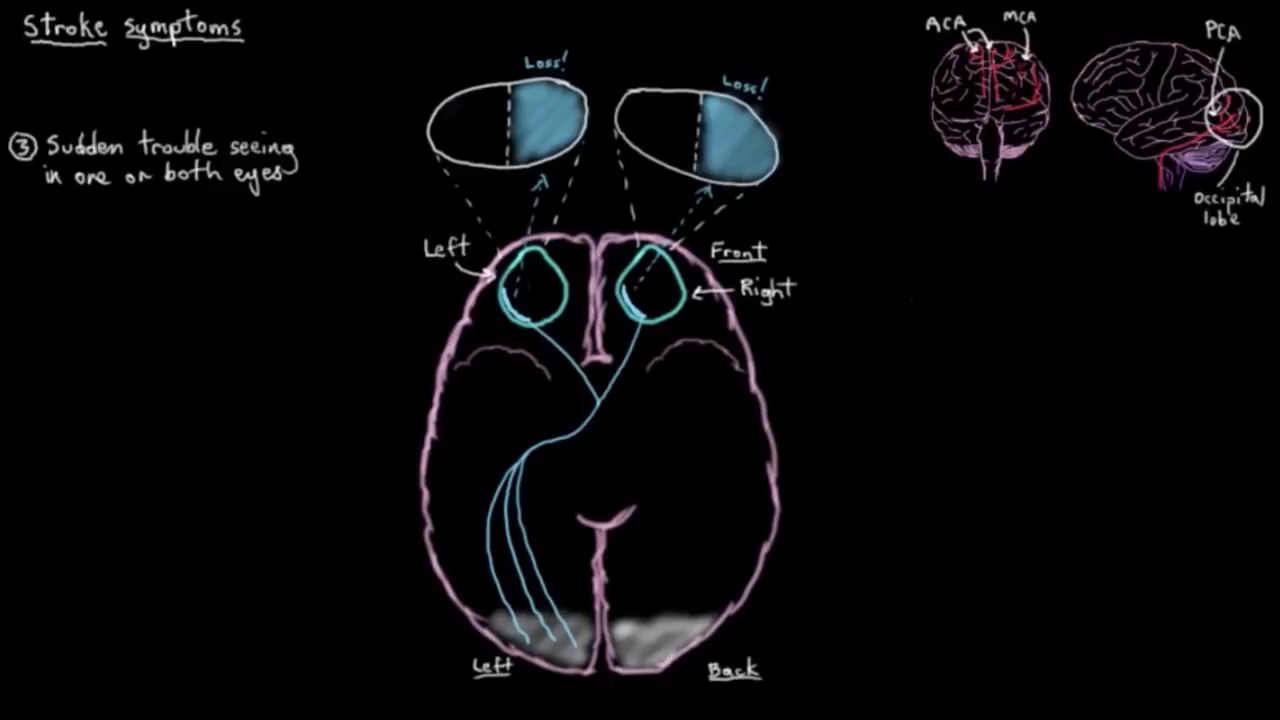 Stroke symptoms
③ Sudden trouble seeing
in one or both eyes
Loss!
Loss!
Left
Front
Right
Left
Back
ACA
MCA
PCA
Occipital
lobe